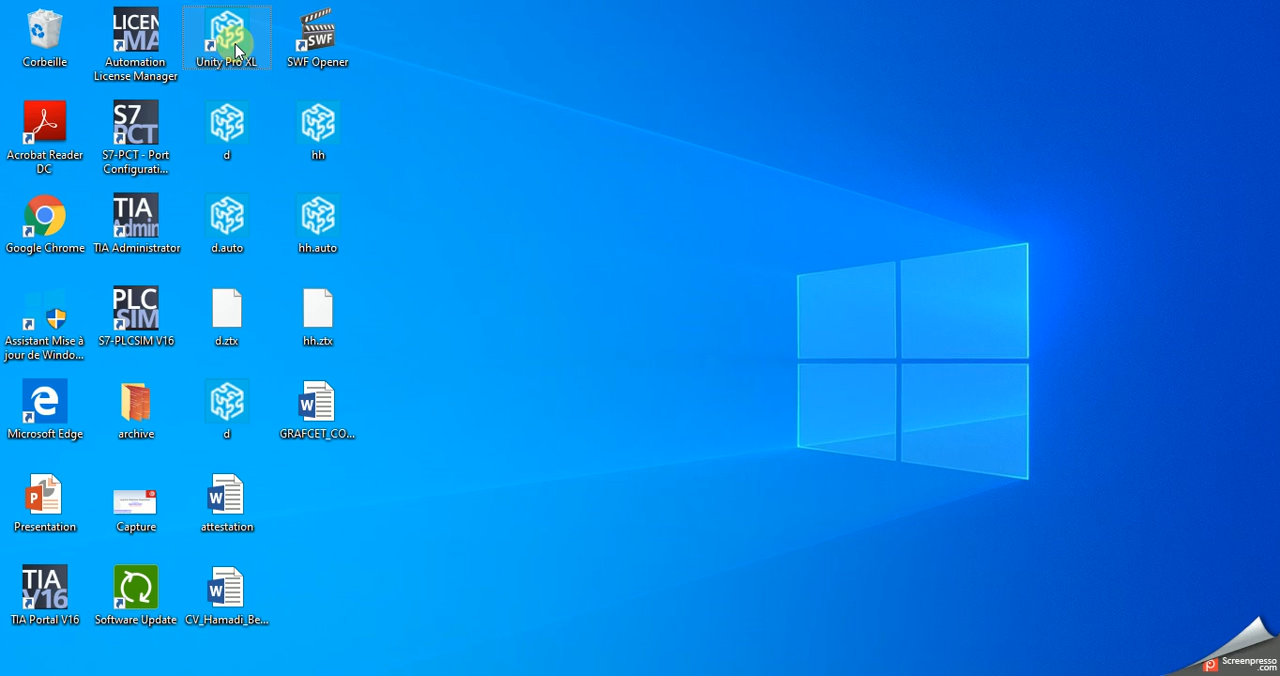 Corbeille
LICEN
MA
Automation
License Manager
Unity Pro XL
SWF
SWF Opener
Acrobat Reader
DC
S7
PCT
S7-PCT - Port
Configurati...
d
hh
Google Chrome
TIA
Admin
TIA Administrator
d.auto
hh.auto
Assistant Mise à
jour de Windo...
PLC
SIM
S7-PLCSIM V16
d.ztx
hh.ztx
Microsoft Edge
archive
d
W
GRAFCET_CO...
P
Presentation
Capture
W
attestation
TIA
V16
TIA Portal V16
Software Update
W
CV_Hamadi_Be...
Screenpresso
.com